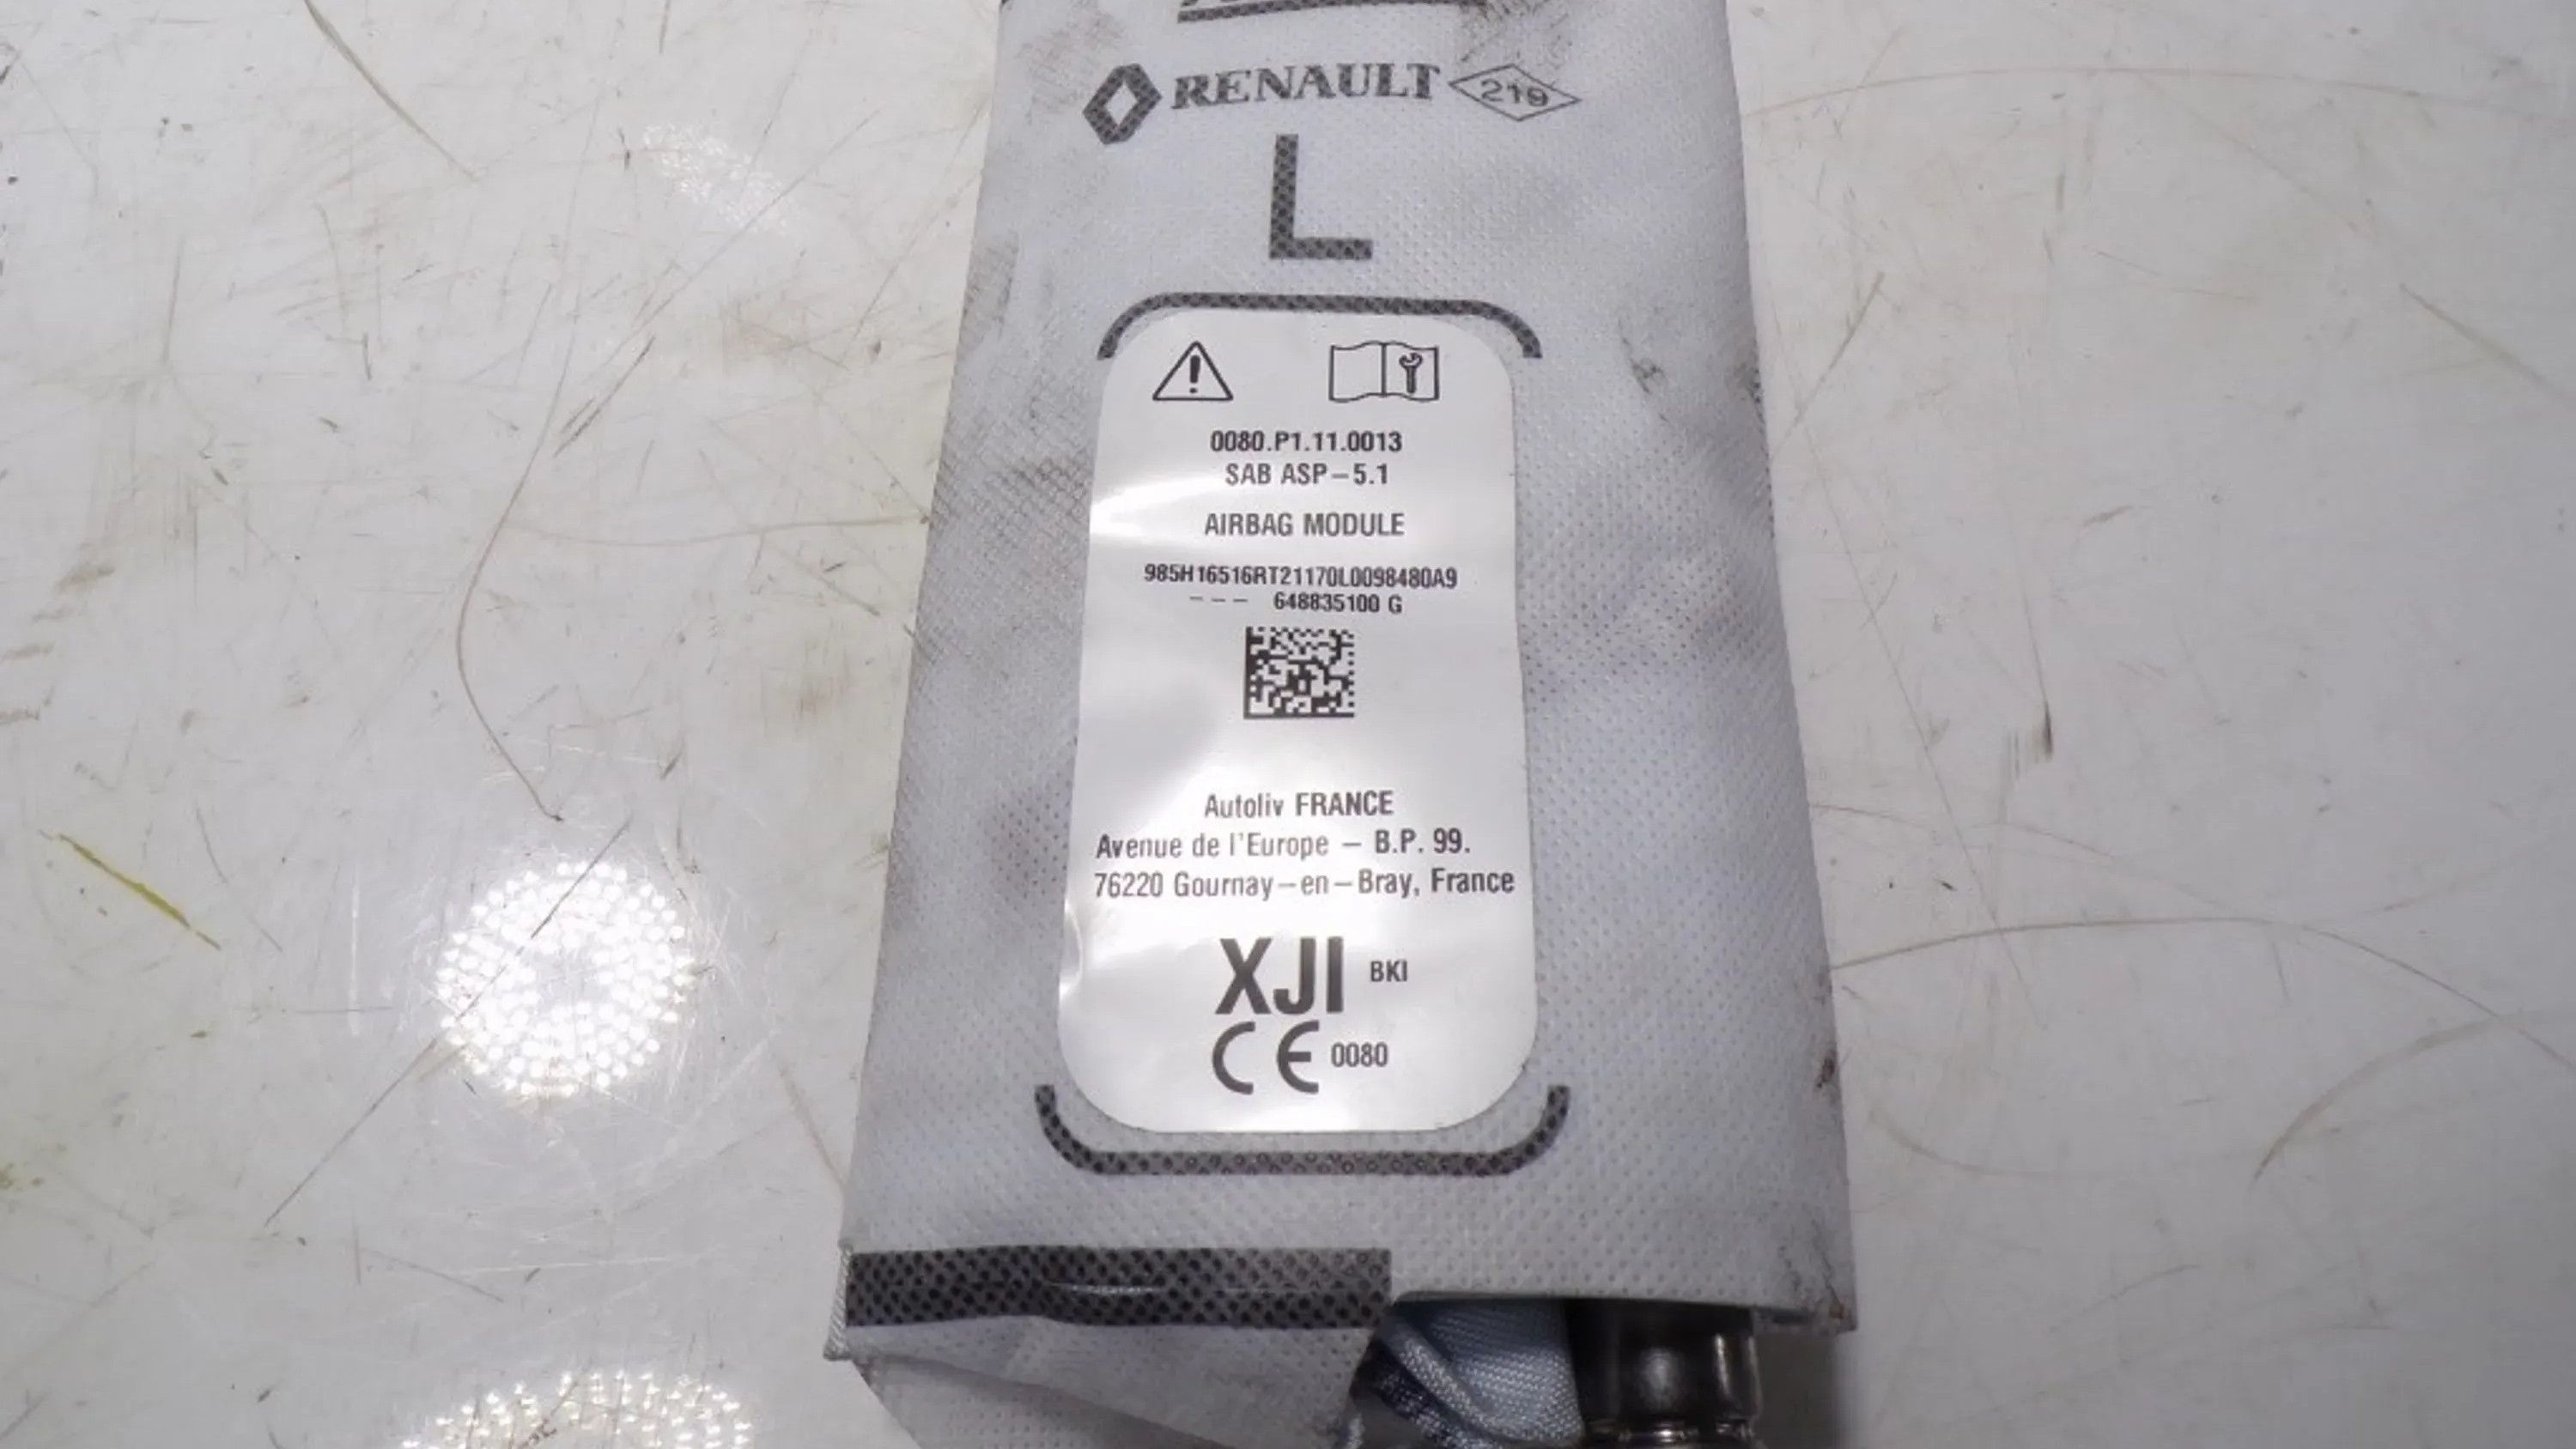 RENAULT 219
L
0080.P1.11.0013
SAB ASP-5.1
AIRBAG MODULE
985H16516RT21170L0098480A9
--- 648835100 G
Autoliv FRANCE
Avenue de l'Europe - B.P. 99.
76220 Gournay-en-Bray, France
XJI BKI
CE 0080